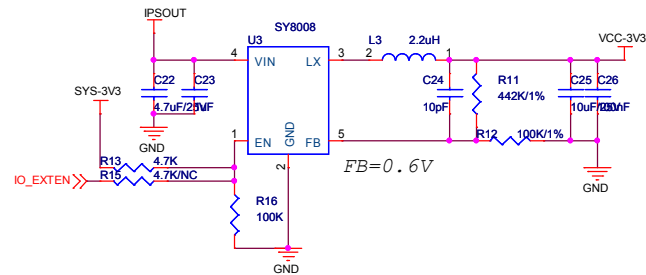 IPSOUT
U3
SY8008
L3
2.2uH
VCC-3V3
4
VIN
LX
3
2
1
C22
C23
4.7uF/25V
C24
10pF
R11
442K/1%
C25
C26
10uF
SYS-3V3
GND
1
EN
GND
FB
5
R12
100K/1%
2
FB=0.6V
R13
4.7K
IO_EXTEN
R15
4.7K/NC
R16
100K
GND
GND